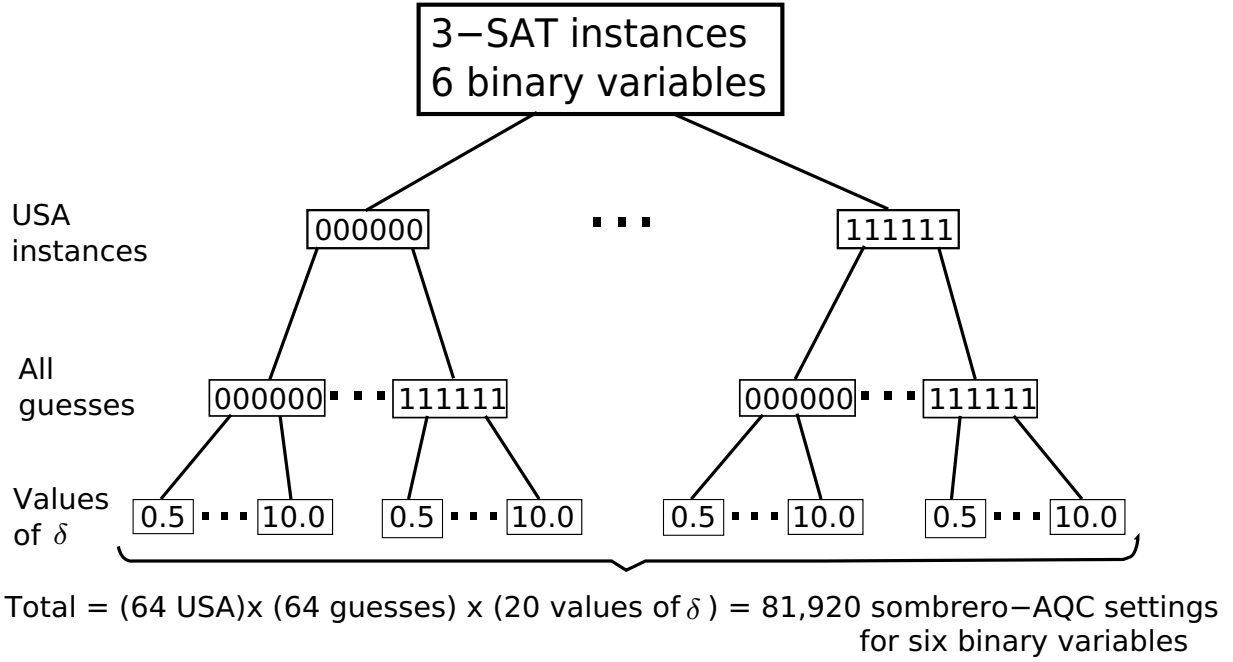 3−SAT instances
6 binary variables
USA
instances
000000
111111
All
guesses
000000
111111
000000
111111
Values
of δ
0.5
10.0
0.5
10.0
0.5
10.0
0.5
10.0
Total = (64 USA)x (64 guesses) x (20 values of δ ) = 81,920 sombrero−AQC settings
for six binary variables